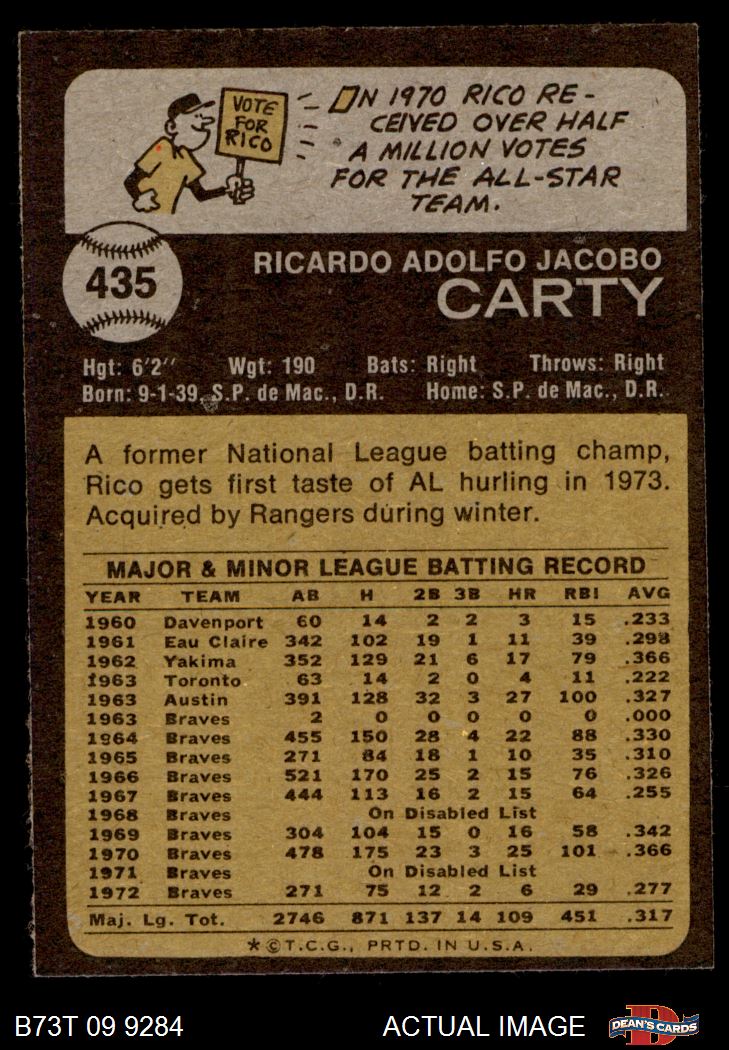 VOTE
FOR
RICO
IN 1970 RICO RE-
CEIVED OVER HALF
A MILLION VOTES
FOR THE ALL-STAR
TEAM.
435
RICARDO ADOLFO JACOBO
CARTY
Hgt: 6'2'' Wgt: 190 Bats: Right Throws: Right
Born: 9-1-39, S.P. de Mac., D.R. Home: S.P. de Mac., D.R.
A former National League batting champ,
Rico gets first taste of AL hurling in 1973.
Acquired by Rangers during winter.
MAJOR & MINOR LEAGUE BATTING RECORD
YEAR TEAM AB H 2B 3B HR RBI AVG
1960 Davenport 60 14 2 2 3 15 .233
1961 Eau Claire 342 102 19 1 11 39 .298
1962 Yakima 352 129 21 6 17 79 .366
1963 Toronto 63 14 2 0 4 11 .222
1963 Austin 391 128 32 3 27 100 .327
1963 Braves 2 0 0 0 0 0 .000
1964 Braves 455 150 28 4 22 88 .330
1965 Braves 271 84 18 1 10 35 .310
1966 Braves 521 170 25 2 15 76 .326
1967 Braves 444 113 16 2 15 64 .255
1968 Braves On Disabled List
1969 Braves 304 104 15 0 16 58 .342
1970 Braves 478 175 23 3 25 101 .366
1971 Braves On Disabled List
1972 Braves 271 75 12 2 6 29 .277
Maj. Lg. Tot. 2746 871 137 14 109 451 .317
*©T.C.G., PRTD. IN U.S.A.
B73T 09 9284 ACTUAL IMAGE DEAN'S CARDS